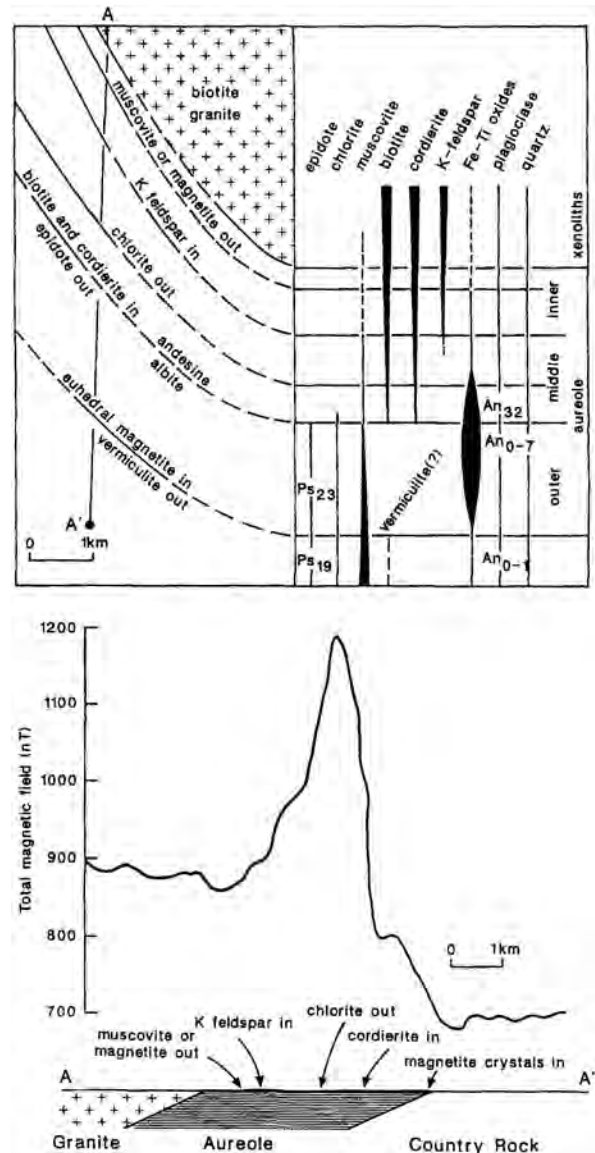 A
biotite
granite
muscovite or magnetite out
K feldspar in
chlorite out
biotite and cordierite in
epidote out
andesine
albite
euhedral magnetite in
vermiculite out
A'
0 1km
epidote
chlorite
muscovite
biotite
cordierite
K-feldspar
Fe-Ti oxides
plagioclase
quartz
xenoliths
inner
middle
aureole
outer
An32
An0-7
Ps23
vermiculite(?)
Ps19
An0-1
1200
1100
1000
900
800
700
Total magnetic field (nT)
0 1km
muscovite or
magnetite out
K feldspar in
chlorite out
cordierite in
magnetite crystals in
A A'
Granite Aureole Country Rock